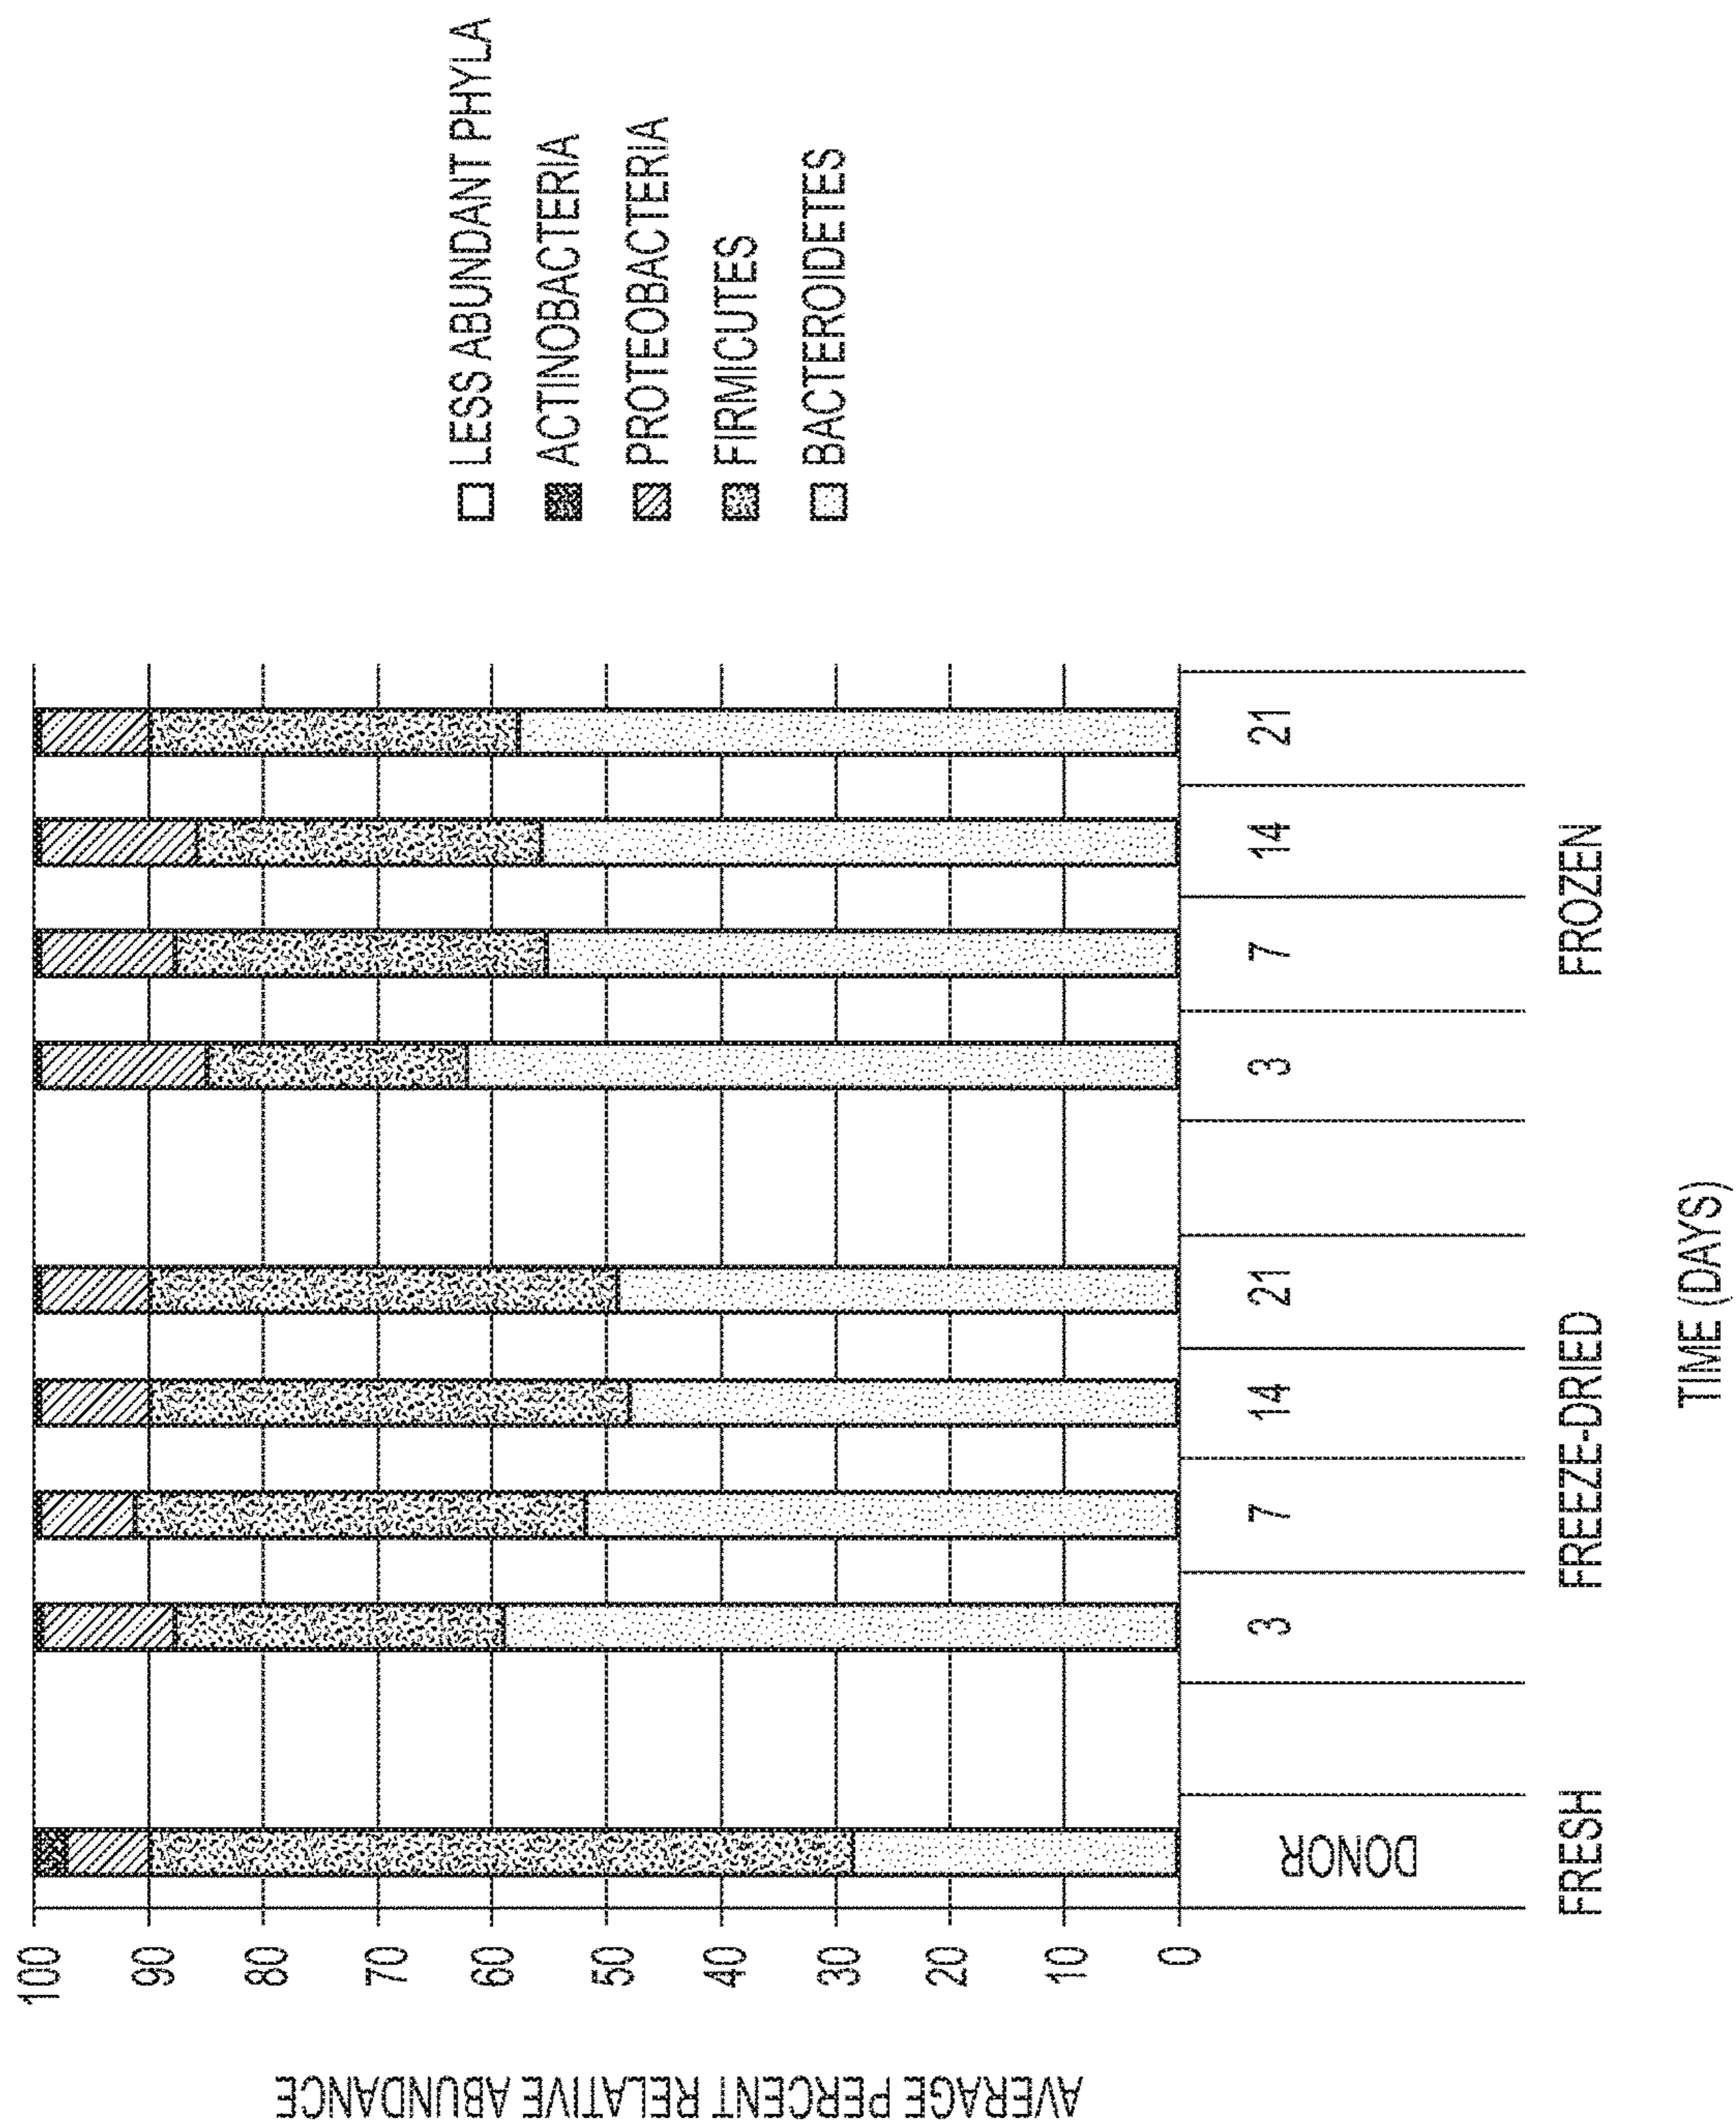 AVERAGE PERCENT RELATIVE ABUNDANCE
100
90
80
70
60
50
40
30
20
10
0
DONOR 3 7 14 21 3 7 14 21
FRESH FREEZE-DRIED FROZEN
TIME (DAYS)
LESS ABUNDANT PHYLA
ACTINOBACTERIA
PROTEOBACTERIA
FIRMICUTES
BACTEROIDETES